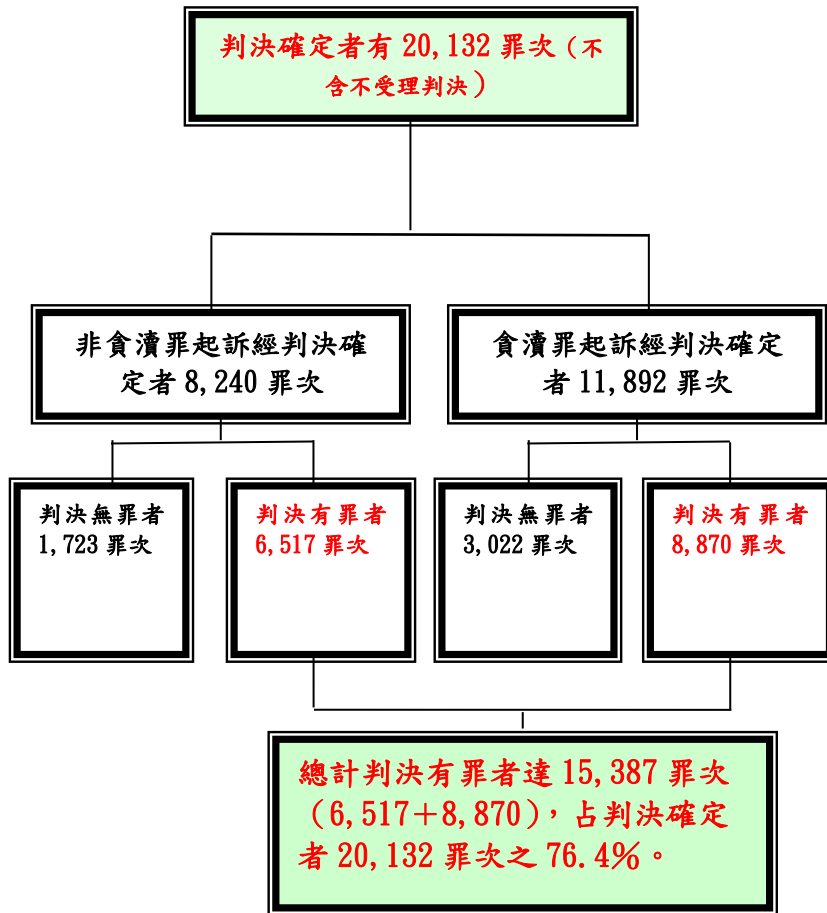 判決確定者有 20,132 罪次（不
含不受理判決）
非貪瀆罪起訴經判決確
定者 8,240 罪次
貪瀆罪起訴經判決確定
者 11,892 罪次
判決無罪者
1,723 罪次
判決有罪者
6,517 罪次
判決無罪者
3,022 罪次
判決有罪者
8,870 罪次
總計判決有罪者達 15,387 罪次
（6,517＋8,870），占判決確定
者 20,132 罪次之 76.4％。